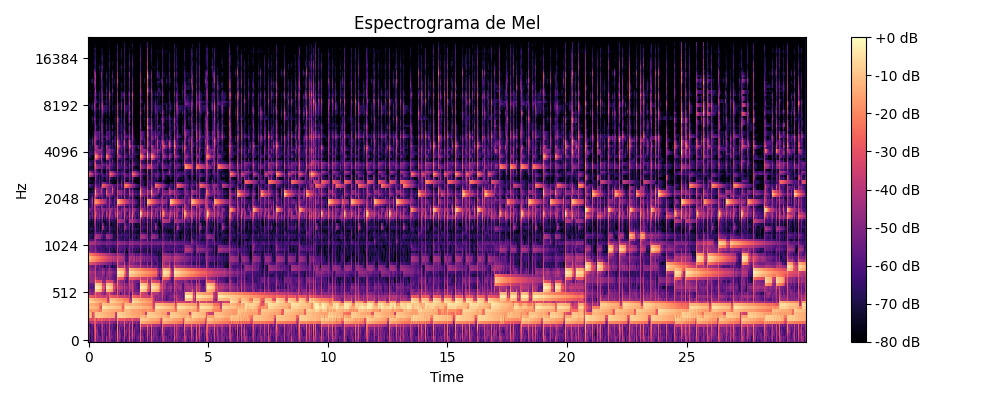 Espectrograma de Mel
16384
8192
4096
2048
1024
512
0
Hz
0 5 10 15 20 25
Time
+0 dB
-10 dB
-20 dB
-30 dB
-40 dB
-50 dB
-60 dB
-70 dB
-80 dB